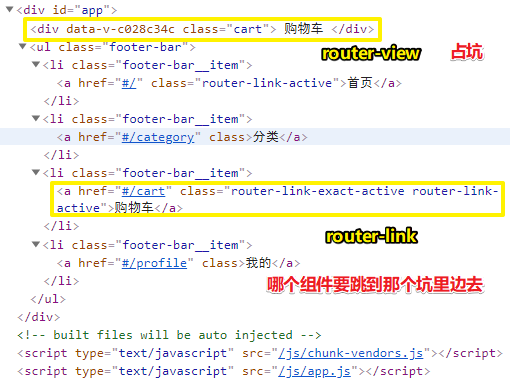 <div id="app">
<div data-v-c028c34c class="cart"> 购物车 </div>
router-view 占坑
<ul class="footer-bar">
<li class="footer-bar__item">
<a href="#/" class="router-link-active">首页</a>
</li>
<li class="footer-bar__item">
<a href="#/category" class>分类</a>
</li>
<li class="footer-bar__item">
<a href="#/cart" class="router-link-exact-active router-link-
active">购物车</a>
</li>
router-link
<li class="footer-bar__item">
<a href="#/profile" class>我的</a>
哪个组件要跳到那个坑里边去
</li>
</ul>
</div>
<!-- built files will be auto injected -->
<script type="text/javascript" src="/js/chunk-vendors.js"></script>
<script type="text/javascript" src="/js/app.js"></script>